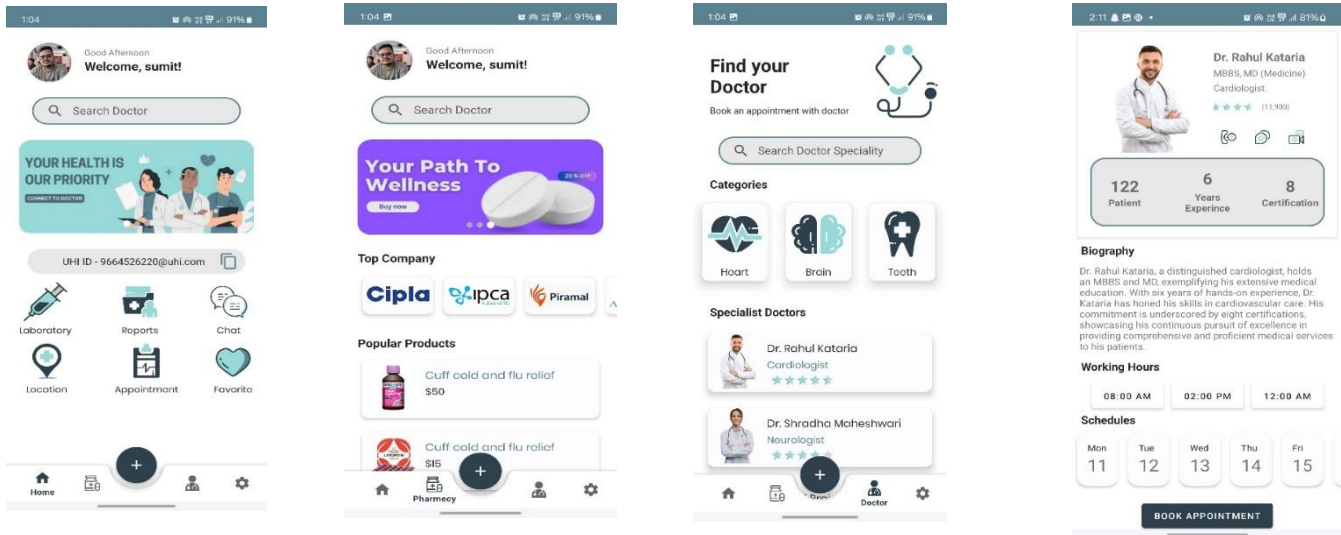 1:04
91%
Good Afternoon
Welcome, sumit!
Search Doctor
YOUR HEALTH IS
OUR PRIORITY
CONNECT TO DOCTOR
UHI ID - 9664526220@uhi.com
Laboratory Reports Chat
Location Appointment Favorite
+
Home
1:04
91%
Good Afternoon
Welcome, sumit!
Search Doctor
Your Path To
Wellness
20% OFF
Buy now
Top Company
Cipla ipca Piramal
Popular Products
Cuff cold and flu relief
$50
Cuff cold and flu relief
$15
+
Pharmecy
1:04
91%
Find your
Doctor
Book an appointment with doctor
Search Doctor Speciality
Categories
Heart Brain Tooth
Specialist Doctors
Dr. Rahul Kataria
Cardiologist
Dr. Shradha Maheshwari
Neurologist
+
Doctor
2:11
81%
Dr. Rahul Kataria
MBBS, MD (Medicine)
Cardiologist
122 6 8
Patient Years Certification
Experince
Biography
Dr. Rahul Kataria, a distinguished cardiologist, holds
an MBBS and MD, exemplifying his extensive medical
education. With six years of hands-on experience, Dr.
Kataria has honed his skills in cardiovascular care. His
commitment is underscored by eight certifications,
showcasing his continuous pursuit of excellence in
providing comprehensive and proficient medical services
to his patients.
Working Hours
08:00 AM 02:00 PM 12:00 AM
Schedules
Mon Tue Wed Thu Fri
11 12 13 14 15
BOOK APPOINTMENT